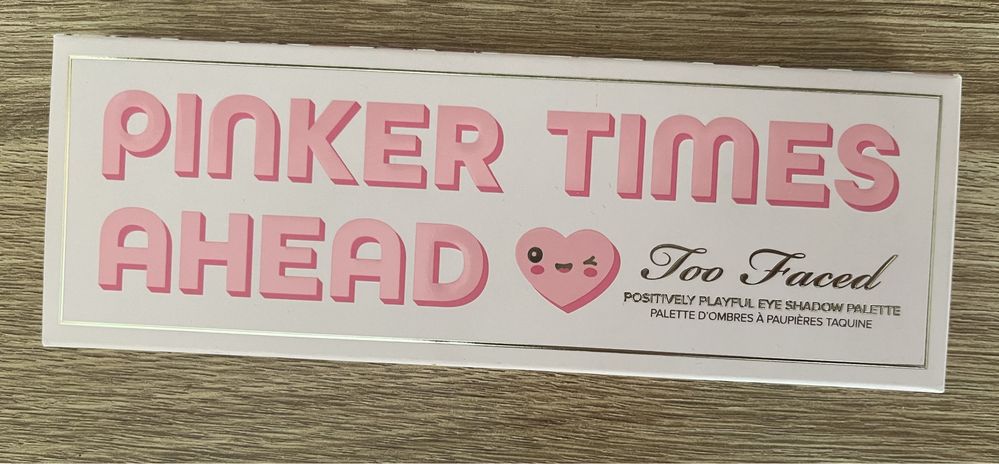 PINKER TIMES
AHEAD
Too Faced
POSITIVELY PLAYFUL EYE SHADOW PALETTE
PALETTE D'OMBRES À PAUPIÈRES TAQUINE